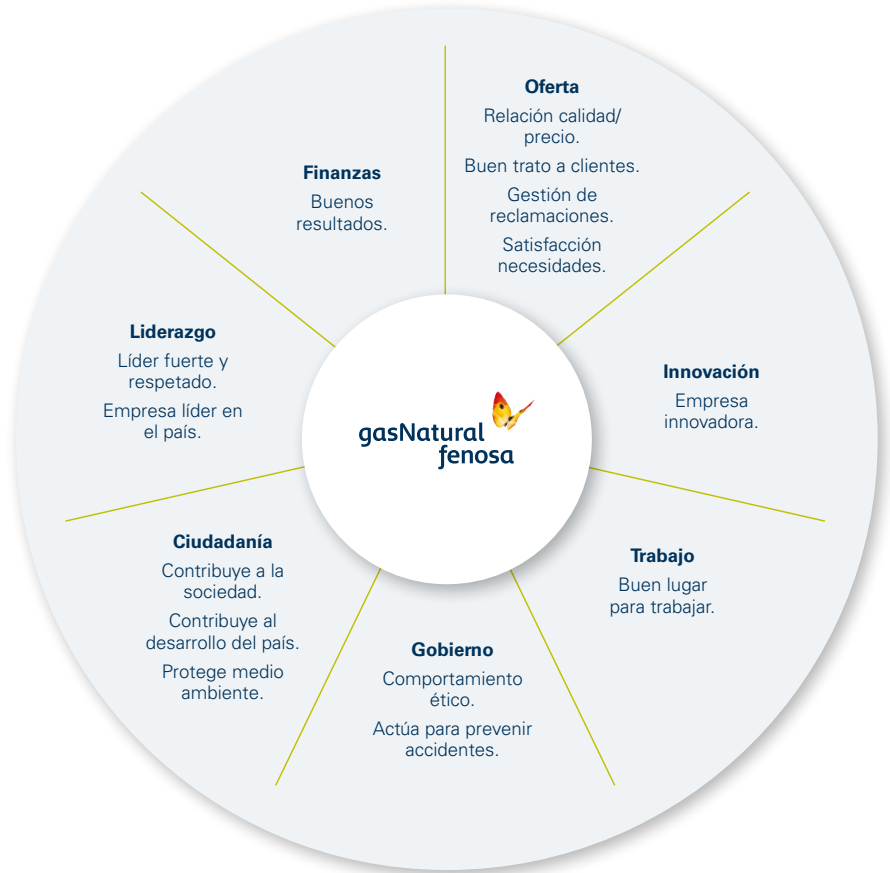 Oferta
Relación calidad/
precio.
Buen trato a clientes.
Gestión de
reclamaciones.
Satisfacción
necesidades.
Innovación
Empresa
innovadora.
Trabajo
Buen lugar
para trabajar.
Gobierno
Comportamiento
ético.
Actúa para prevenir
accidentes.
Ciudadanía
Contribuye a la
sociedad.
Contribuye al
desarrollo del país.
Protege medio
ambiente.
Liderazgo
Líder fuerte y
respetado.
Empresa líder en
el país.
Finanzas
Buenos
resultados.
gasNatural
fenosa